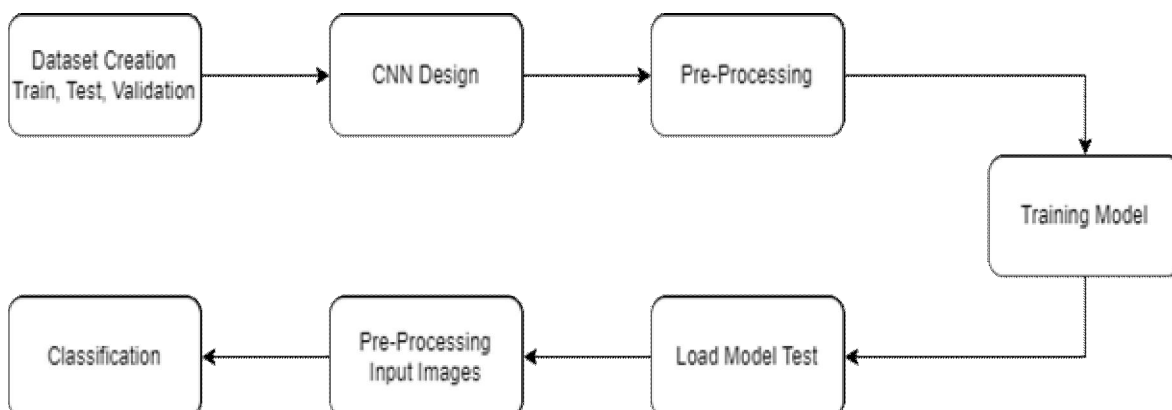 Dataset Creation
Train, Test, Validation
CNN Design
Pre-Processing
Training Model
Load Model Test
Pre-Processing
Input Images
Classification